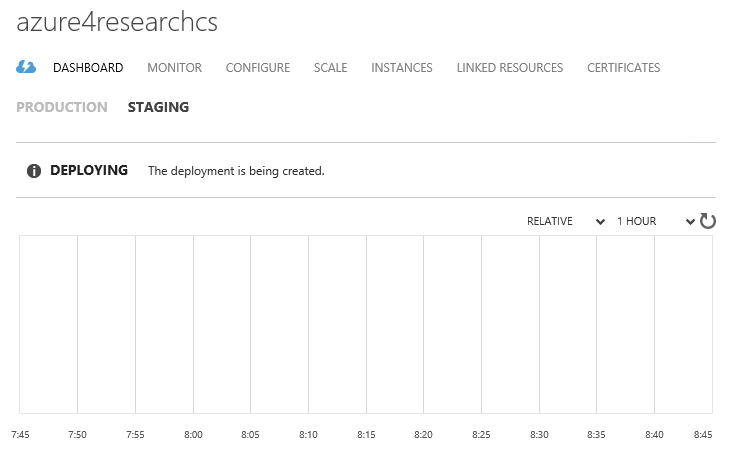 azure4researchcs
DASHBOARD MONITOR CONFIGURE SCALE INSTANCES LINKED RESOURCES CERTIFICATES
PRODUCTION STAGING
DEPLOYING The deployment is being created.
RELATIVE 1 HOUR
7:45 7:50 7:55 8:00 8:05 8:10 8:15 8:20 8:25 8:30 8:35 8:40 8:45